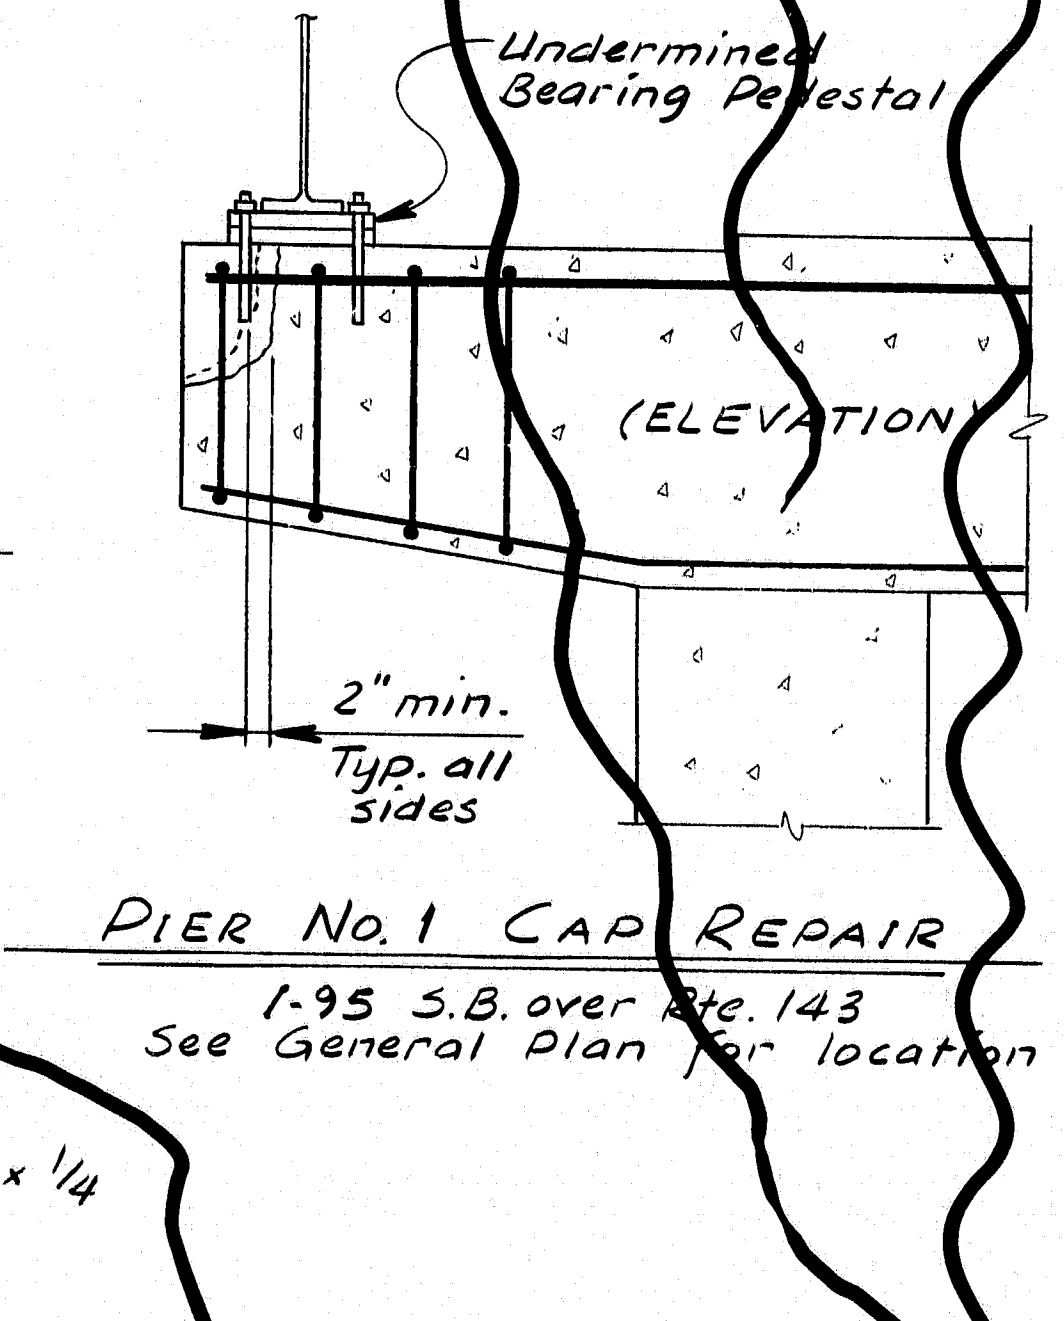 Undermined
Bearing Pedestal
(ELEVATION)
2" min.
Typ. all
sides
PIER No. 1 CAP REPAIR
1-95 S.B. over Rte. 143
See General Plan for location
x 1/4